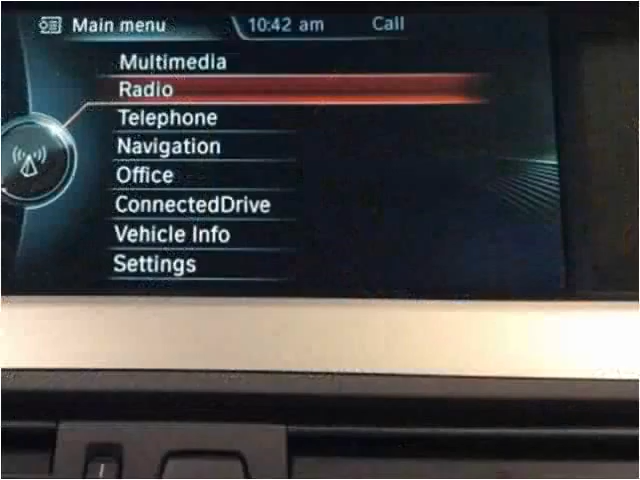 Main menu 10:42 am Call
Multimedia
Radio
Telephone
Navigation
Office
ConnectedDrive
Vehicle Info
Settings